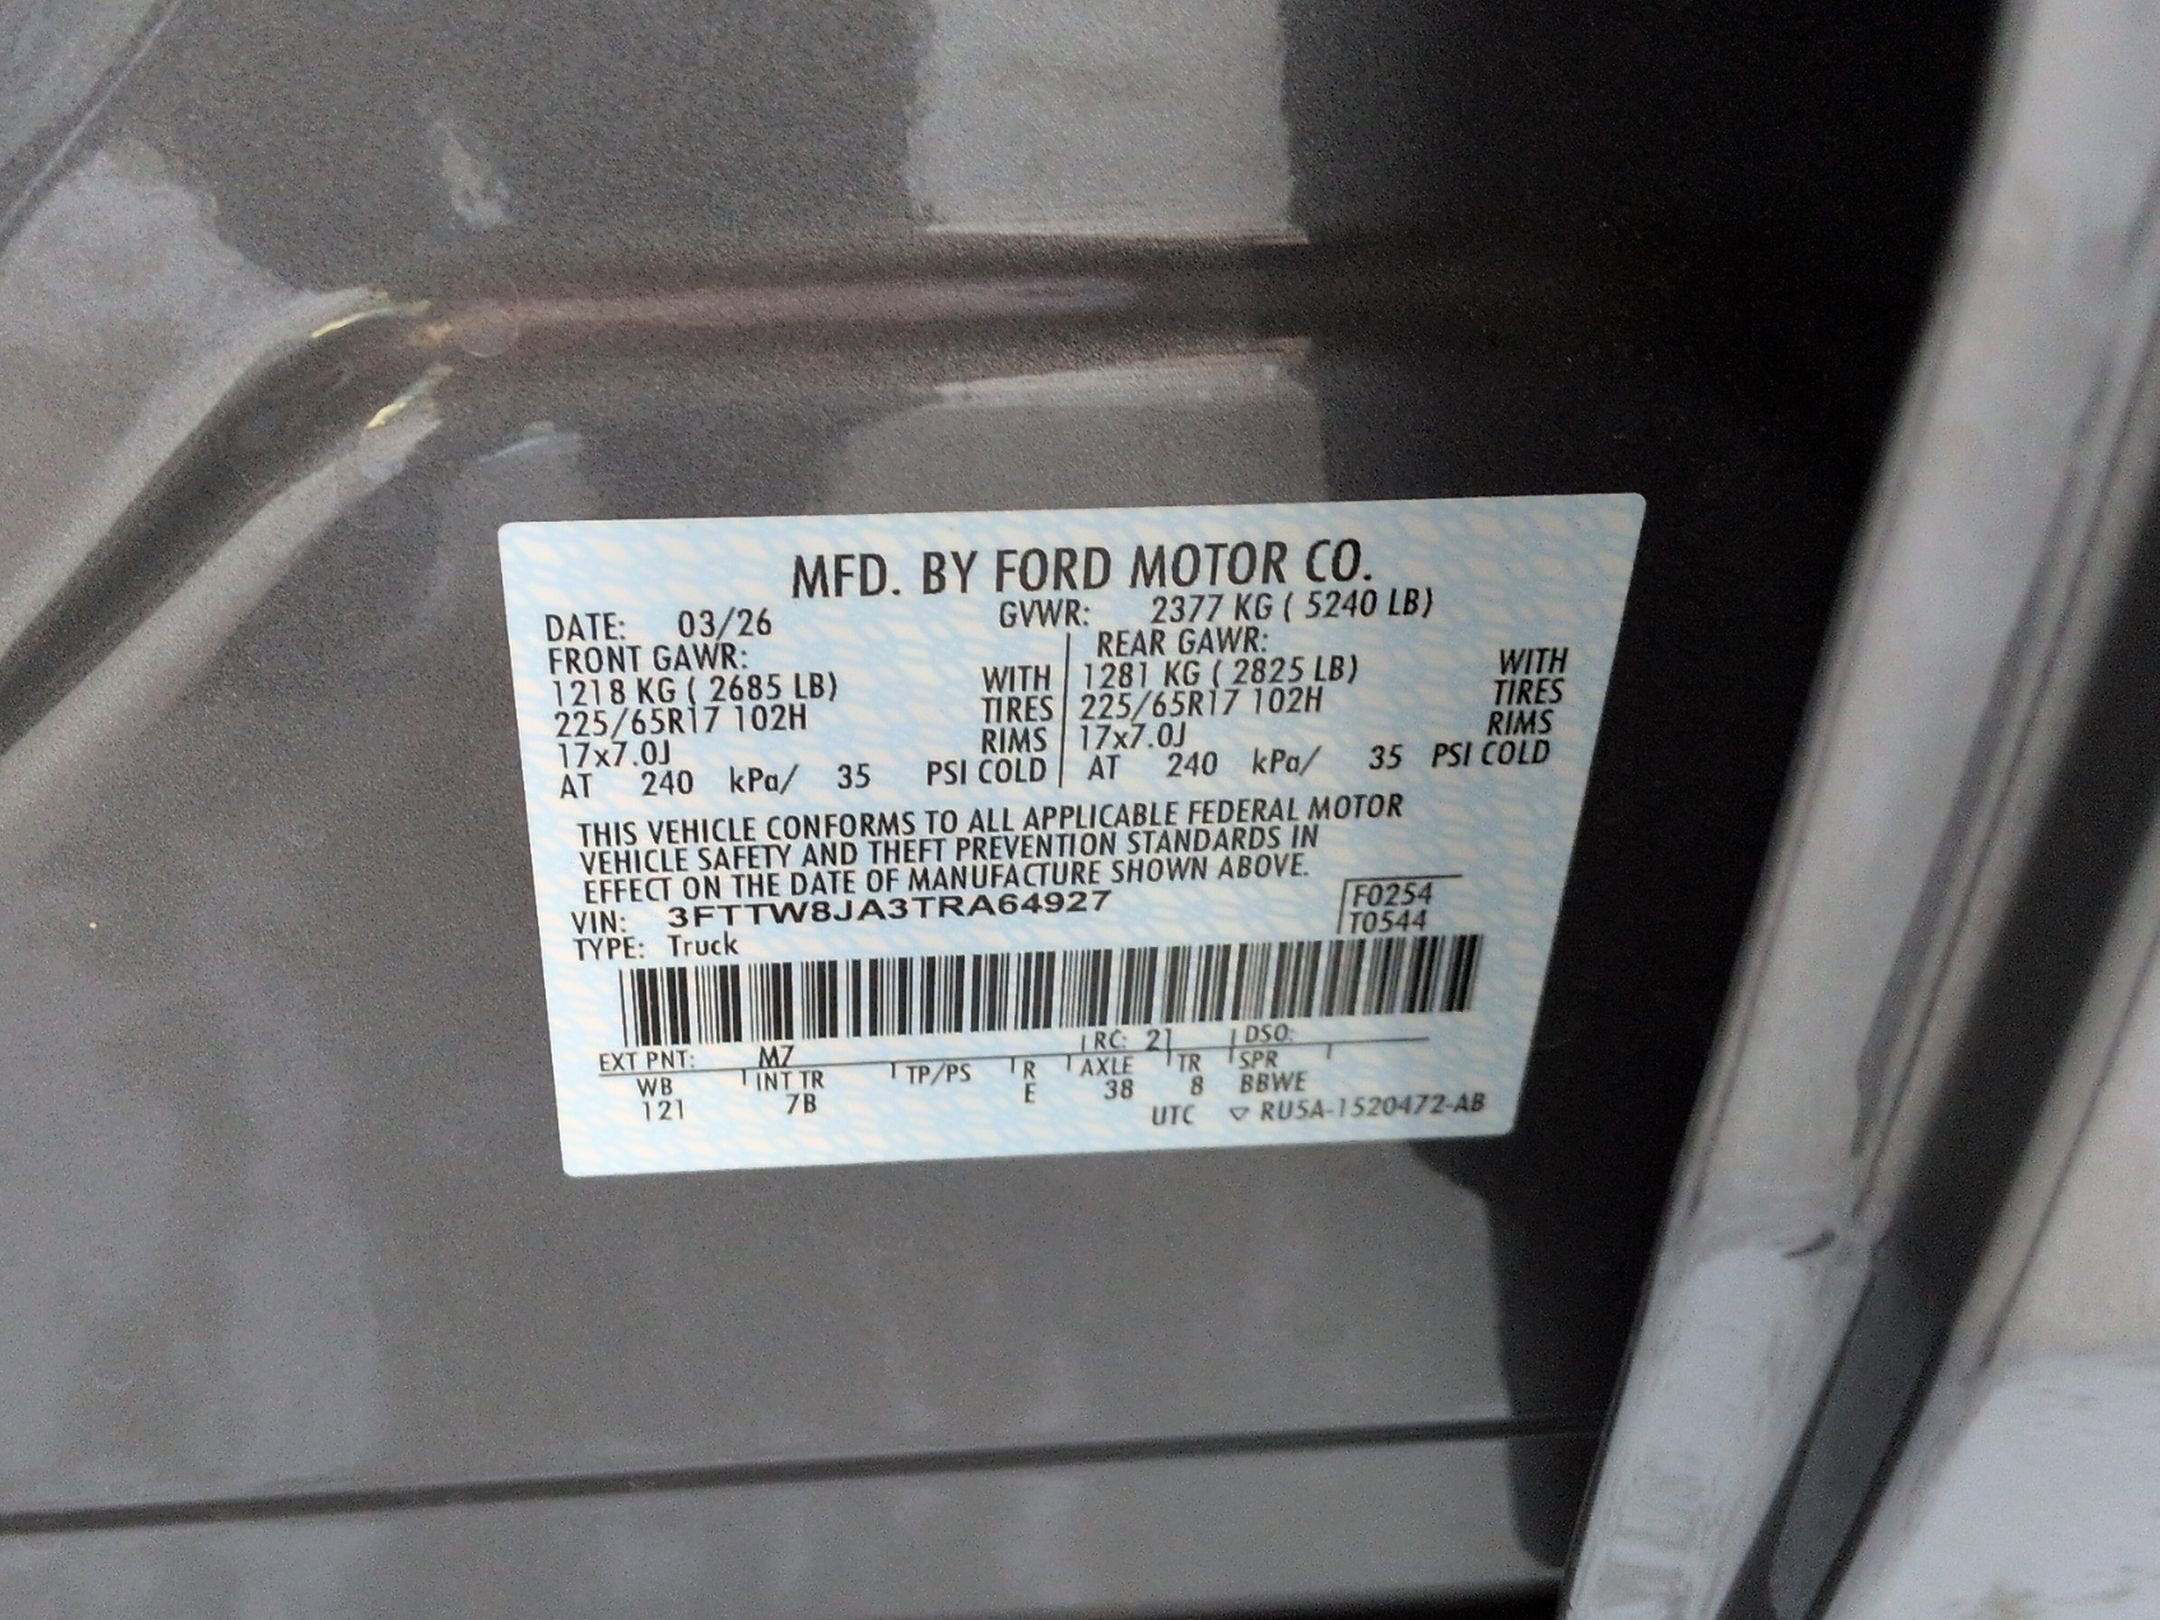 MFD. BY FORD MOTOR CO.
DATE: 03/26 GVWR: 2377 KG ( 5240 LB)
FRONT GAWR: REAR GAWR:
1218 KG ( 2685 LB) WITH 1281 KG ( 2825 LB) WITH
225/65R17 102H TIRES 225/65R17 102H TIRES
17x7.0J RIMS 17x7.0J RIMS
AT 240 kPa/ 35 PSI COLD AT 240 kPa/ 35 PSI COLD
THIS VEHICLE CONFORMS TO ALL APPLICABLE FEDERAL MOTOR
VEHICLE SAFETY AND THEFT PREVENTION STANDARDS IN
EFFECT ON THE DATE OF MANUFACTURE SHOWN ABOVE.
VIN: 3FTTW8JA3TRA64927 F0254
TYPE: Truck T0544
EXT PNT: M7 RC: 21 DSO:
WB INT TR TP/PS R AXLE TR SPR
121 7B E 38 8 BBWE
UTC ▽ RU5A-1520472-AB